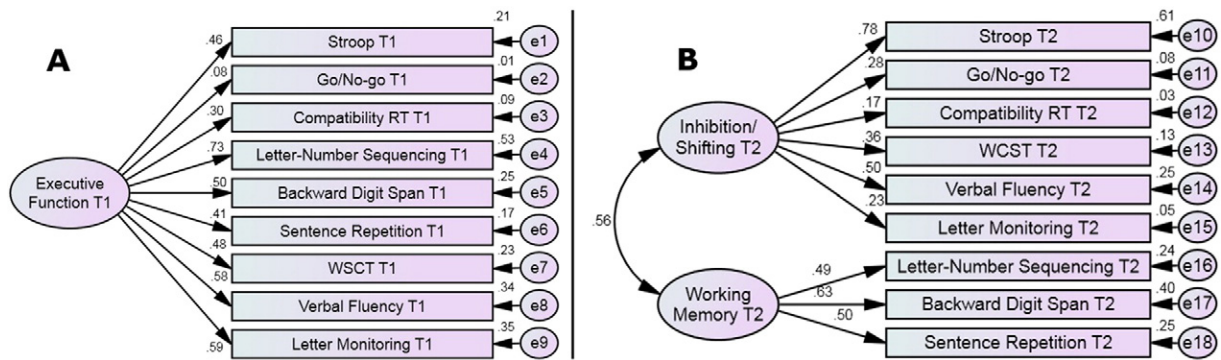 A
Executive
Function T1
.46
.08
.30
.73
.50
.41
.48
.58
.59
.21
Stroop T1
e1
.01
Go/No-go T1
e2
.09
Compatibility RT T1
e3
.53
Letter-Number Sequencing T1
e4
.25
Backward Digit Span T1
e5
.17
Sentence Repetition T1
e6
.23
WSCT T1
e7
.34
Verbal Fluency T1
e8
.35
Letter Monitoring T1
e9
B
Inhibition/
Shifting T2
.56
Working
Memory T2
.78
.28
.17
.36
.50
.23
.49
.63
.50
.61
Stroop T2
e10
.08
Go/No-go T2
e11
.03
Compatibility RT T2
e12
.13
WCST T2
e13
.25
Verbal Fluency T2
e14
.05
Letter Monitoring T2
e15
.24
Letter-Number Sequencing T2
e16
.40
Backward Digit Span T2
e17
.25
Sentence Repetition T2
e18